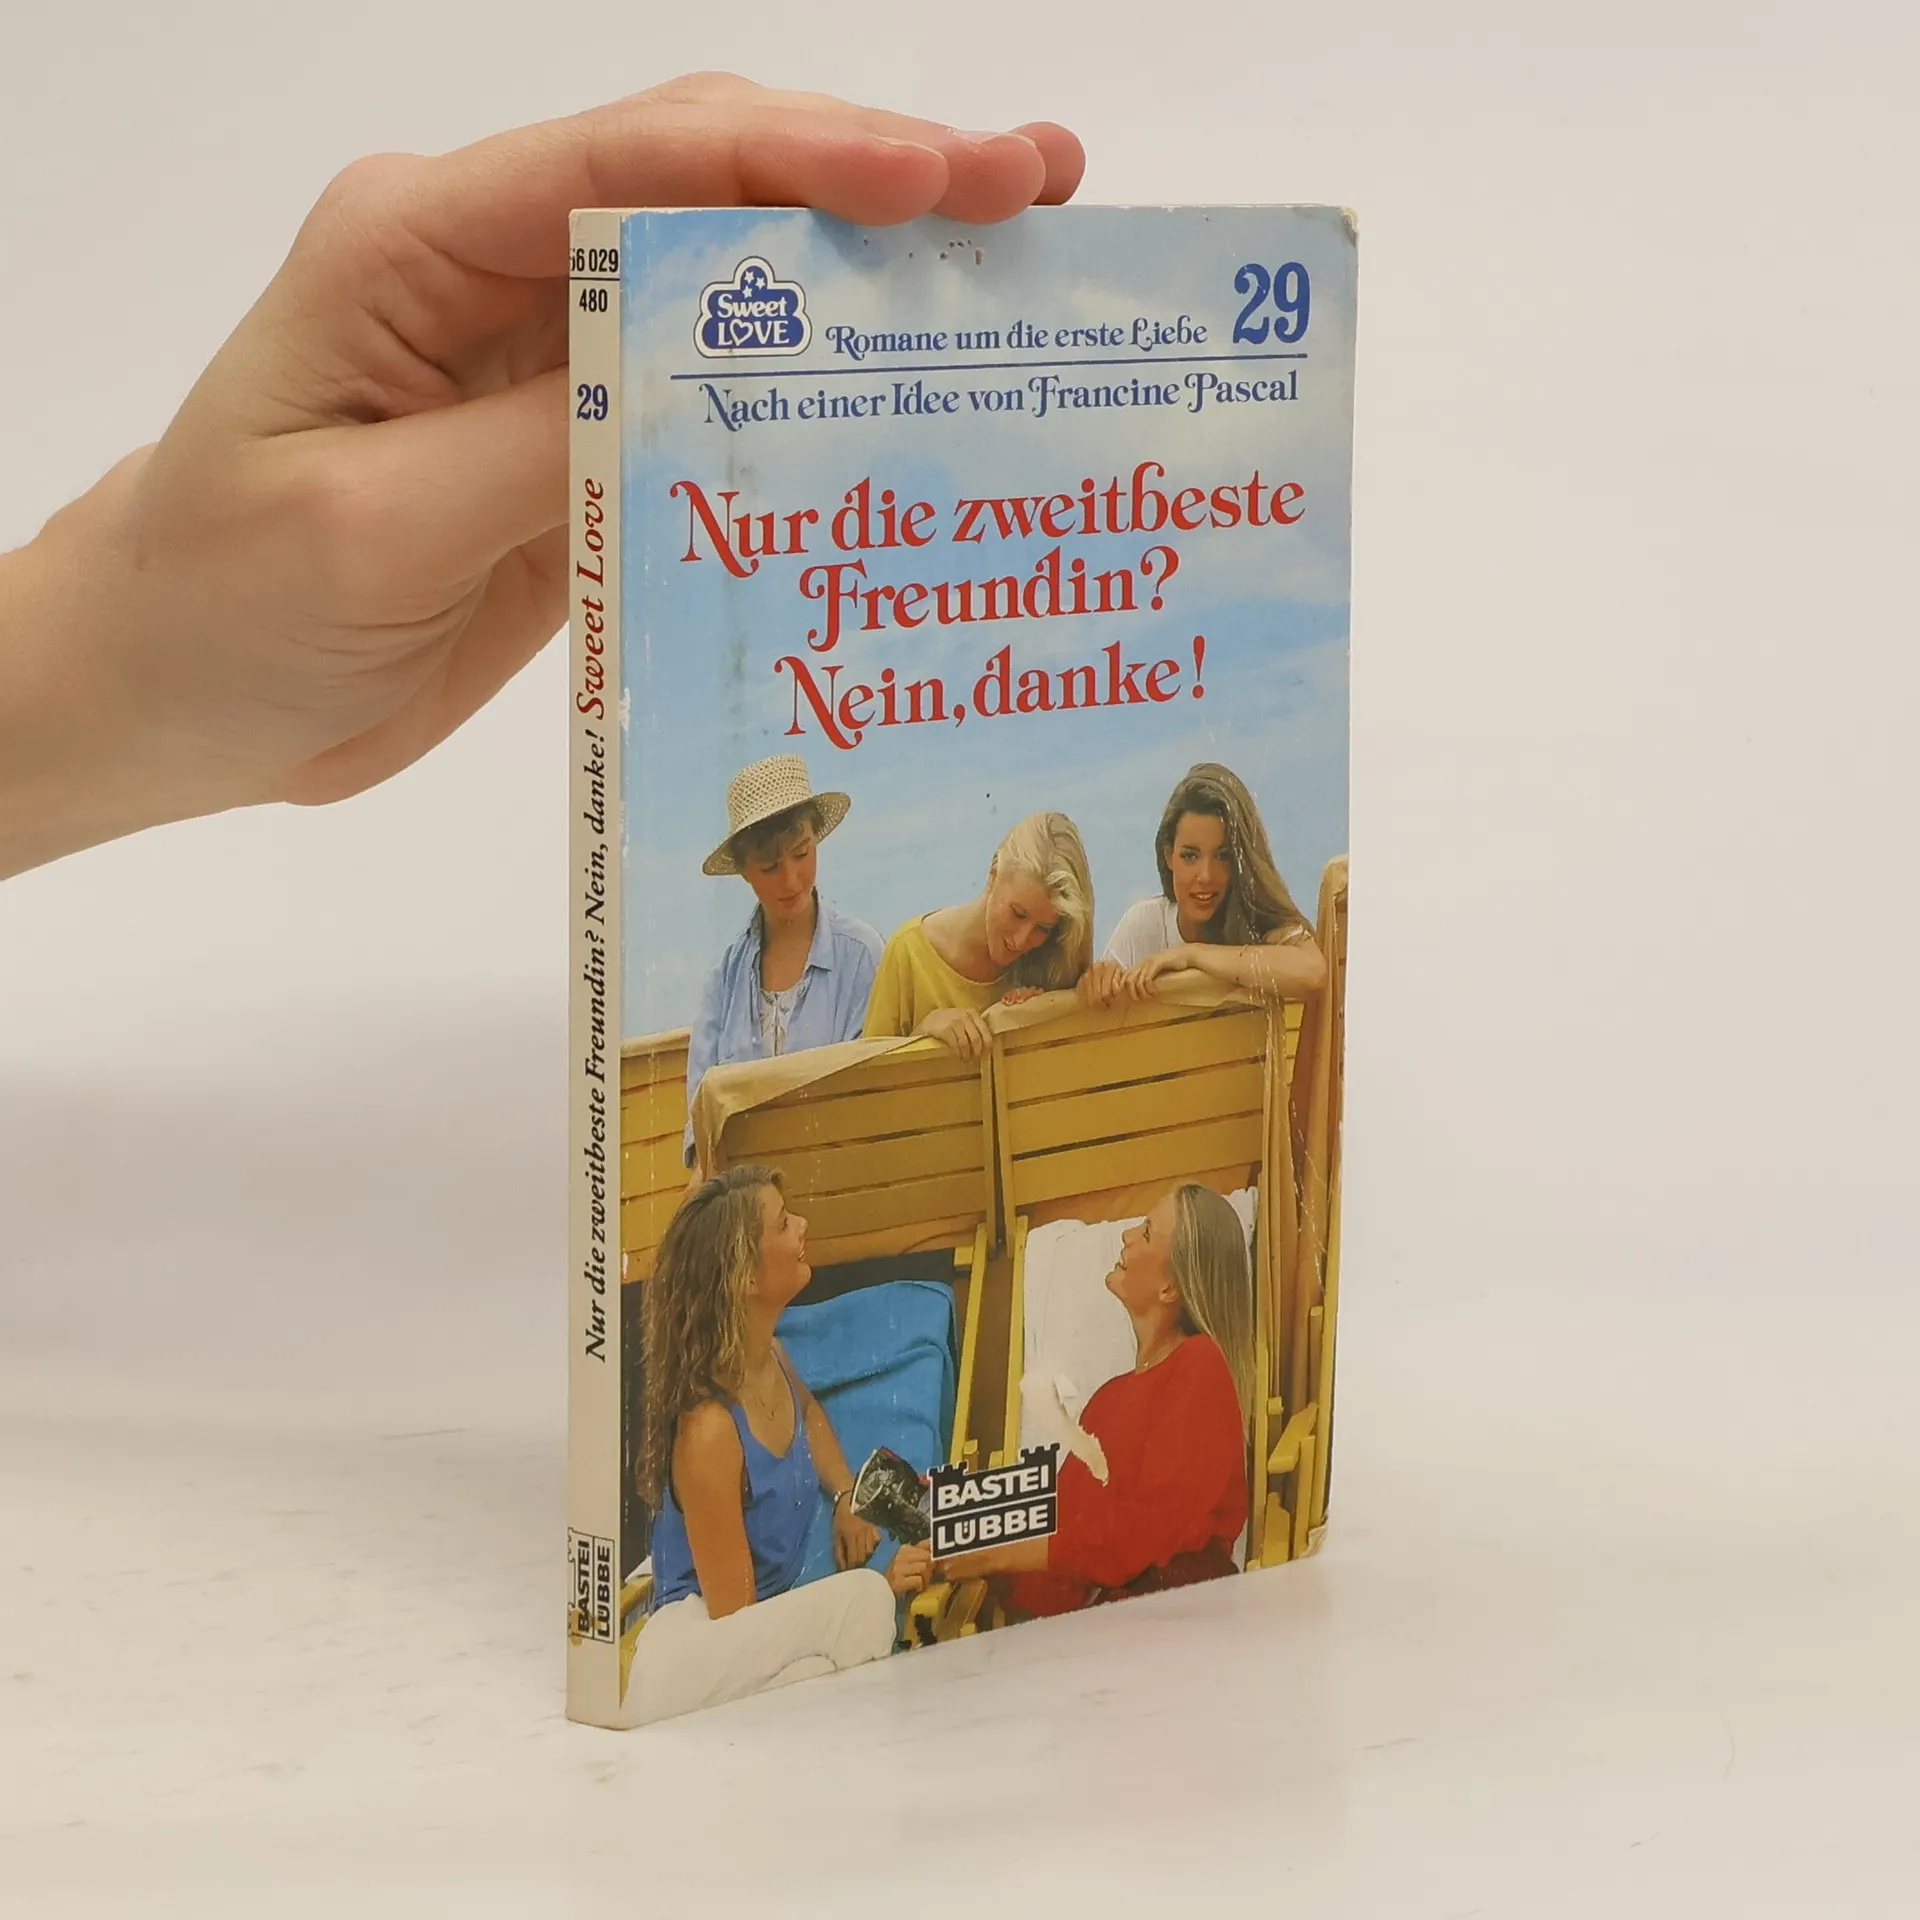 66 029
480
29
Nur die zweitbeste Freundin? Nein, danke! Sweet Love
BASTEI
LÜBBE
Sweet
LOVE
Romane um die erste Liebe 29
Nach einer Idee von Francine Pascal
Nur die zweitbeste
Freundin?
Nein, danke!
BASTEI
LÜBBE